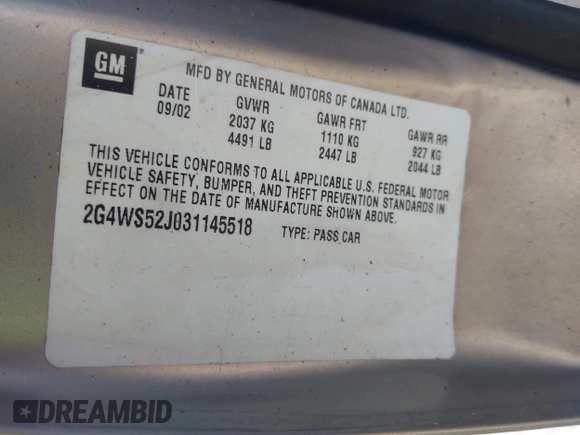 GM
MFD BY GENERAL MOTORS OF CANADA LTD.
DATE GVWR GAWR FRT GAWR RR
09/02 2037 KG 1110 KG 927 KG
4491 LB 2447 LB 2044 LB
THIS VEHICLE CONFORMS TO ALL APPLICABLE U.S. FEDERAL MOTOR
VEHICLE SAFETY, BUMPER, AND THEFT PREVENTION STANDARDS IN
EFFECT ON THE DATE OF MANUFACTURE SHOWN ABOVE.
2G4WS52J031145518 TYPE: PASS CAR
DREAMBID